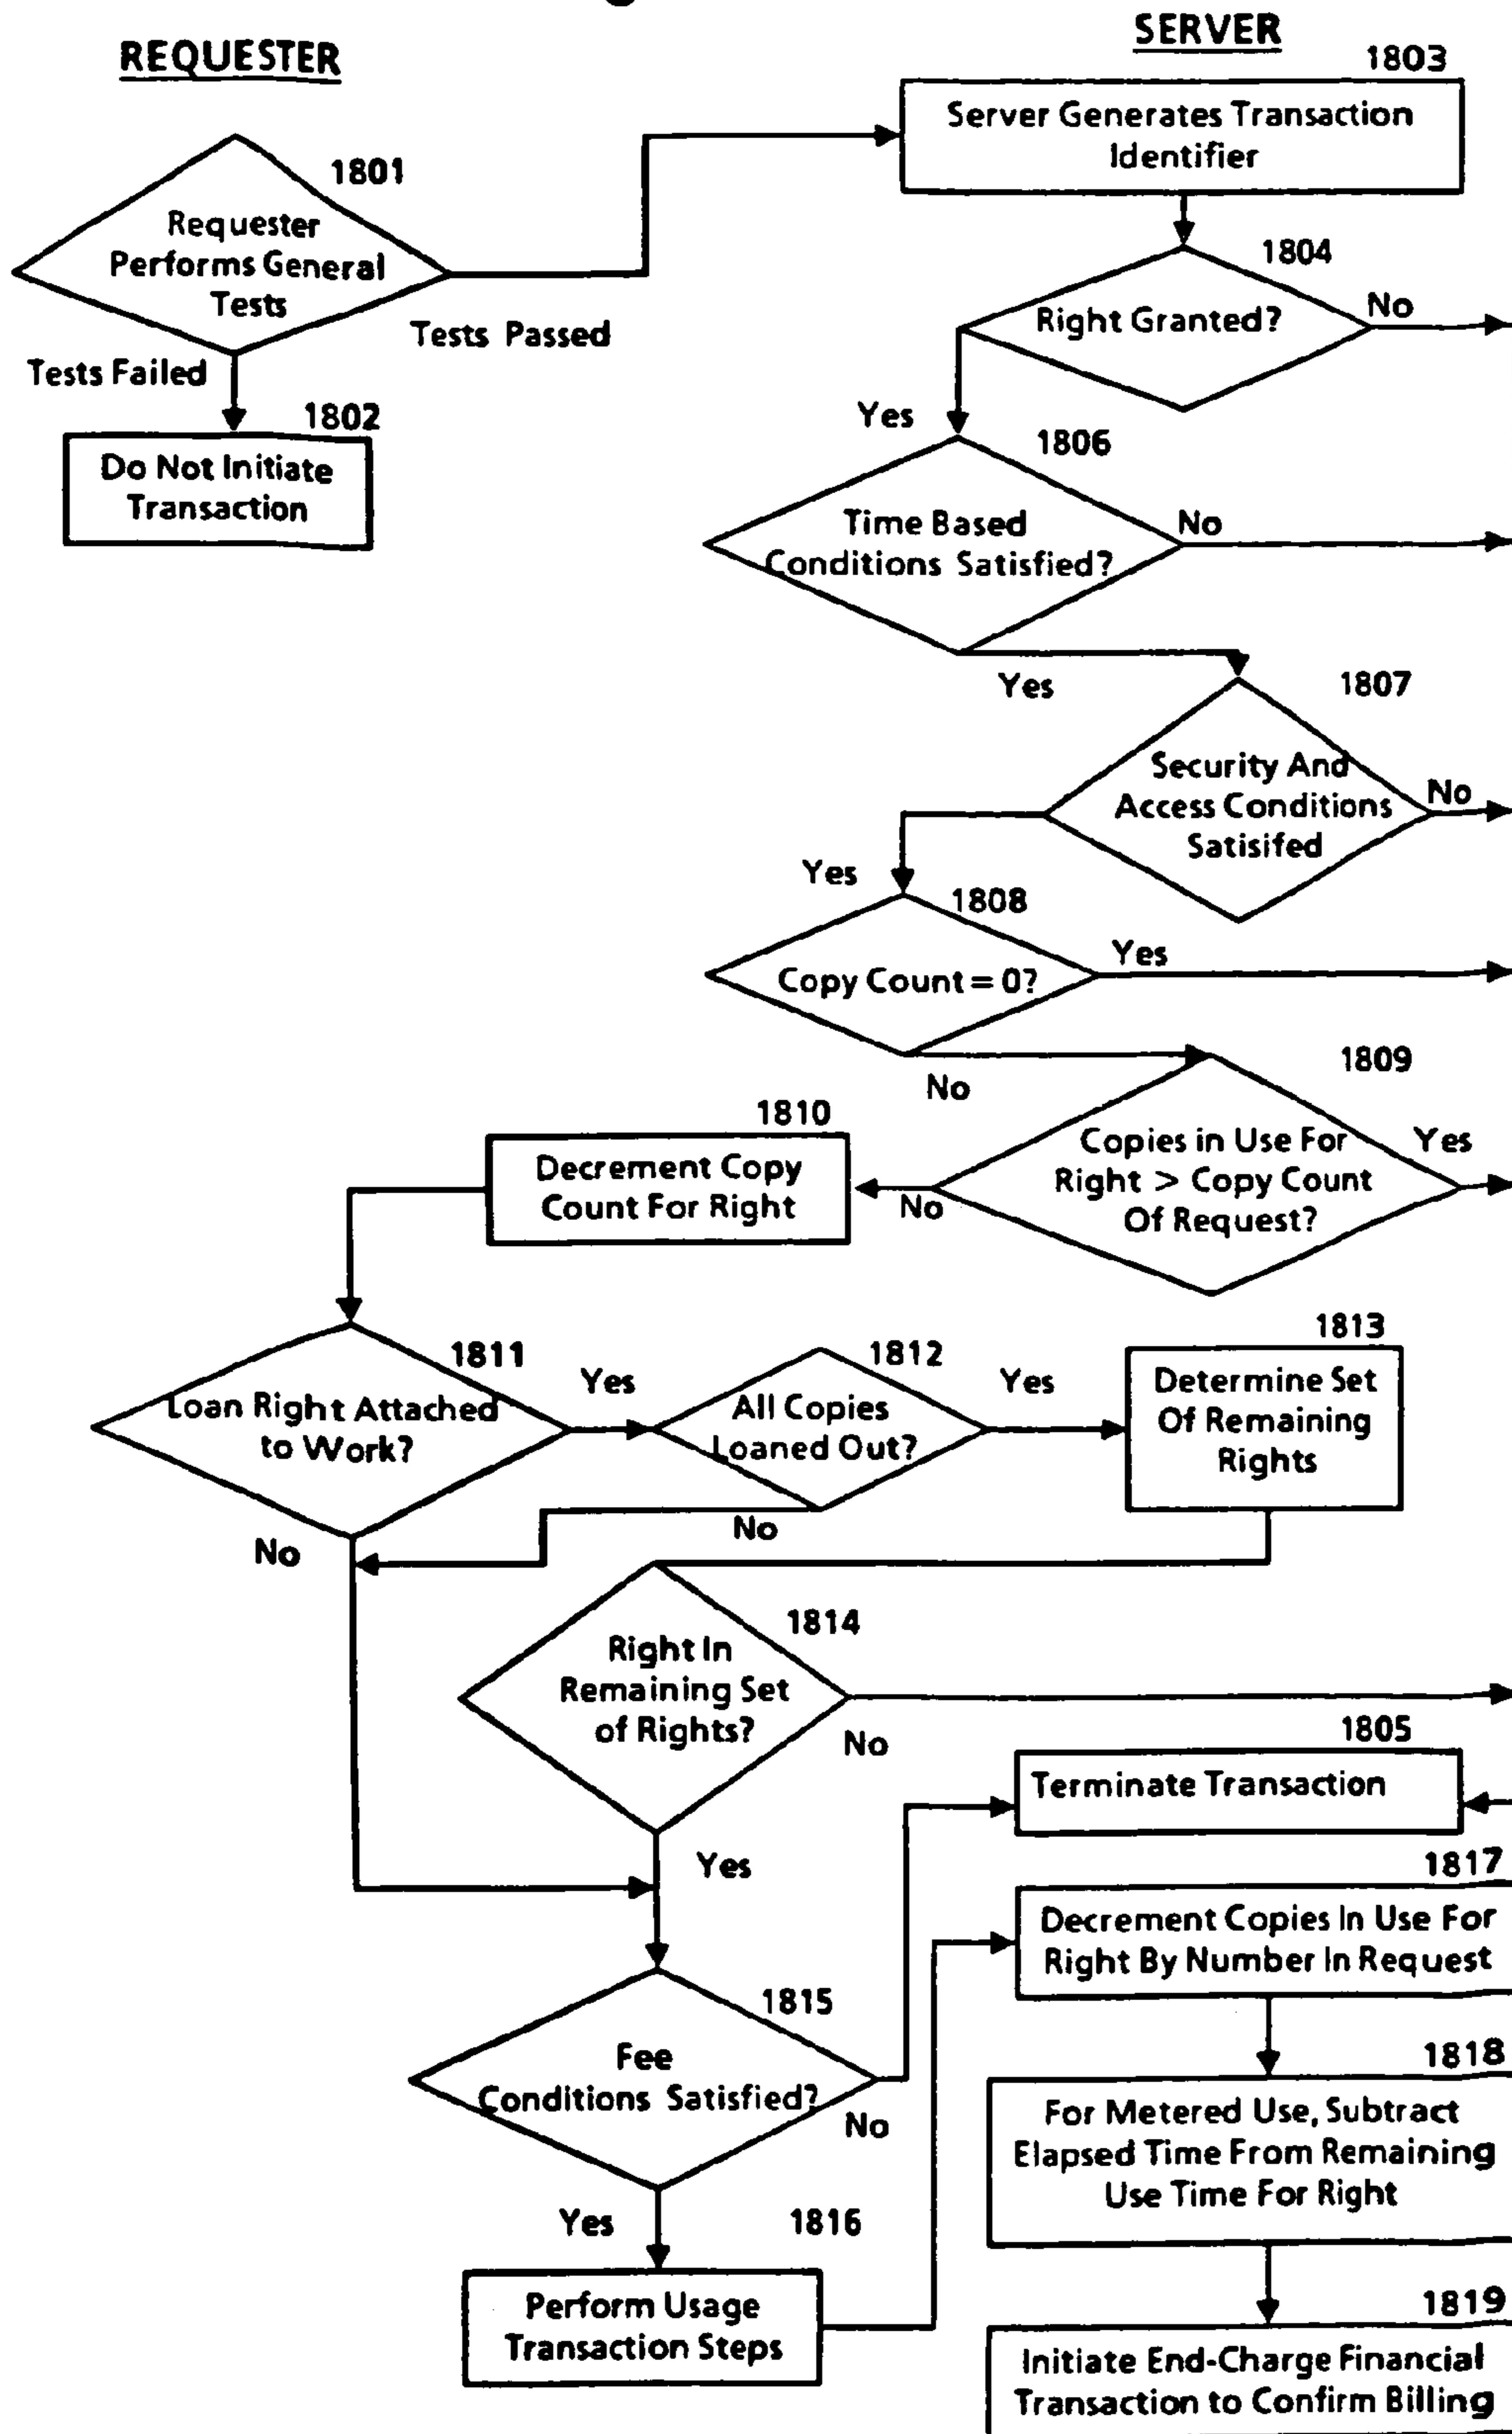 REQUESTER
SERVER
1803
Server Generates Transaction
Identifier
1801
Requester
Performs General
Tests
Tests Passed
Tests Failed
1802
Do Not Initiate
Transaction
1804
Right Granted?
No
Yes
1806
Time Based
Conditions Satisfied?
No
Yes
1807
Security And
Access Conditions
Satisifed
No
Yes
1808
Copy Count = 0?
Yes
No
1809
Copies in Use For
Right > Copy Count
Of Request?
Yes
No
1810
Decrement Copy
Count For Right
1811
Loan Right Attached
to Work?
Yes
No
1812
All Copies
Loaned Out?
Yes
No
1813
Determine Set
Of Remaining
Rights
1814
Right In
Remaining Set
of Rights?
No
Yes
1805
Terminate Transaction
1815
Fee
Conditions Satisfied?
No
Yes
1816
Perform Usage
Transaction Steps
1817
Decrement Copies In Use For
Right By Number In Request
1818
For Metered Use, Subtract
Elapsed Time From Remaining
Use Time For Right
1819
Initiate End-Charge Financial
Transaction to Confirm Billing